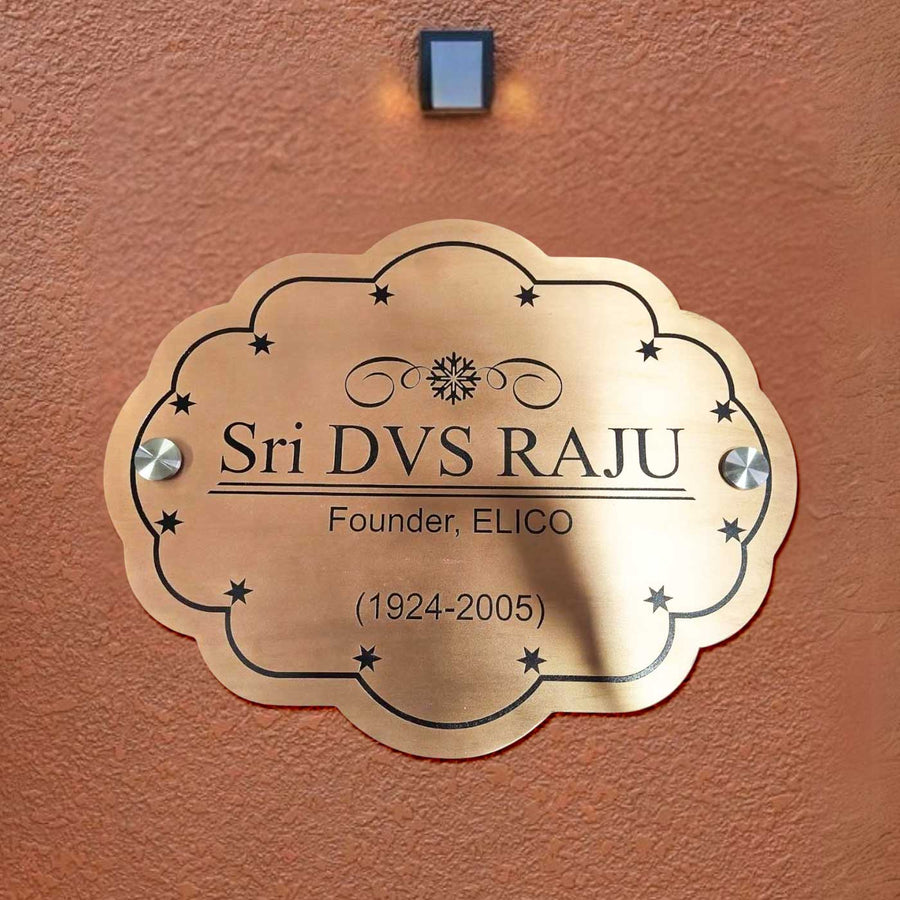 Sri DVS RAJU
Founder, ELICO
(1924-2005)